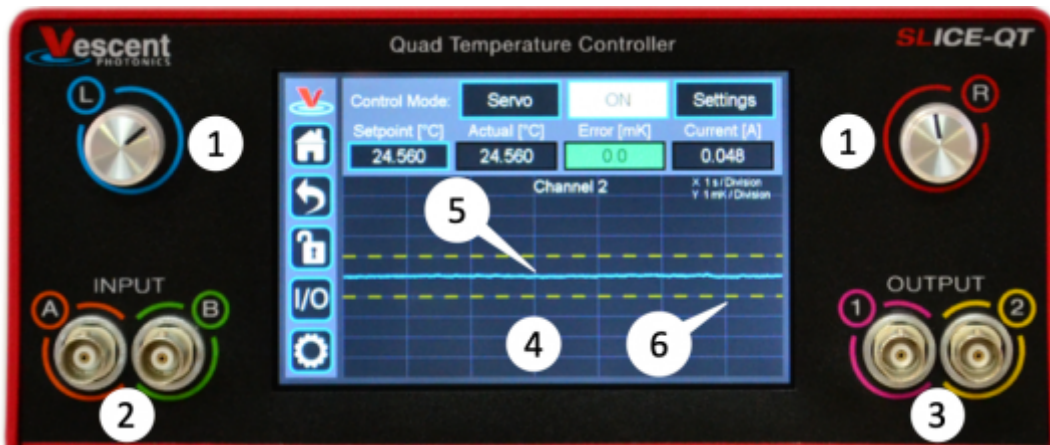 Vescent
PHOTONICS
Quad Temperature Controller
SLICE-QT
L
R
1
1
Control Mode:
Servo
ON
Settings
Setpoint [°C]
Actual [°C]
Error [mK]
Current [A]
24.560
24.560
0.0
0.048
Channel 2
X 1 s / Division
Y 1 mK / Division
5
I/O
4
6
INPUT
A
B
2
OUTPUT
1
2
3